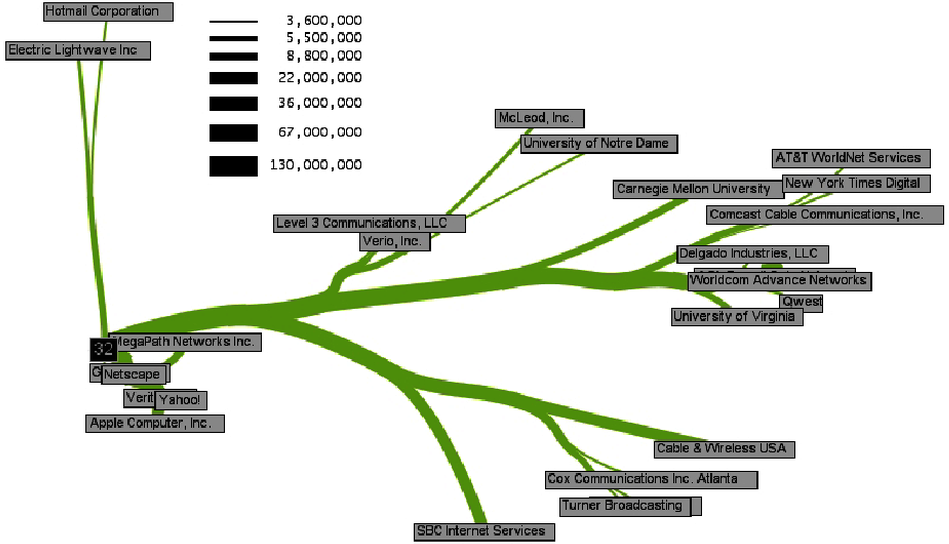 Hotmail Corporation
Electric Lightwave Inc
3,600,000
5,500,000
8,800,000
22,000,000
36,000,000
67,000,000
130,000,000
McLeod, Inc.
University of Notre Dame
AT&T WorldNet Services
New York Times Digital
Carnegie Mellon University
Comcast Cable Communications, Inc.
Level 3 Communications, LLC
Verio, Inc.
Delgado Industries, LLC
Worldcom Advance Networks
Qwest
University of Virginia
MegaPath Networks Inc.
32
G
Netscape
Verit
Yahoo!
Apple Computer, Inc.
Cable & Wireless USA
Cox Communications Inc. Atlanta
Turner Broadcasting
SBC Internet Services